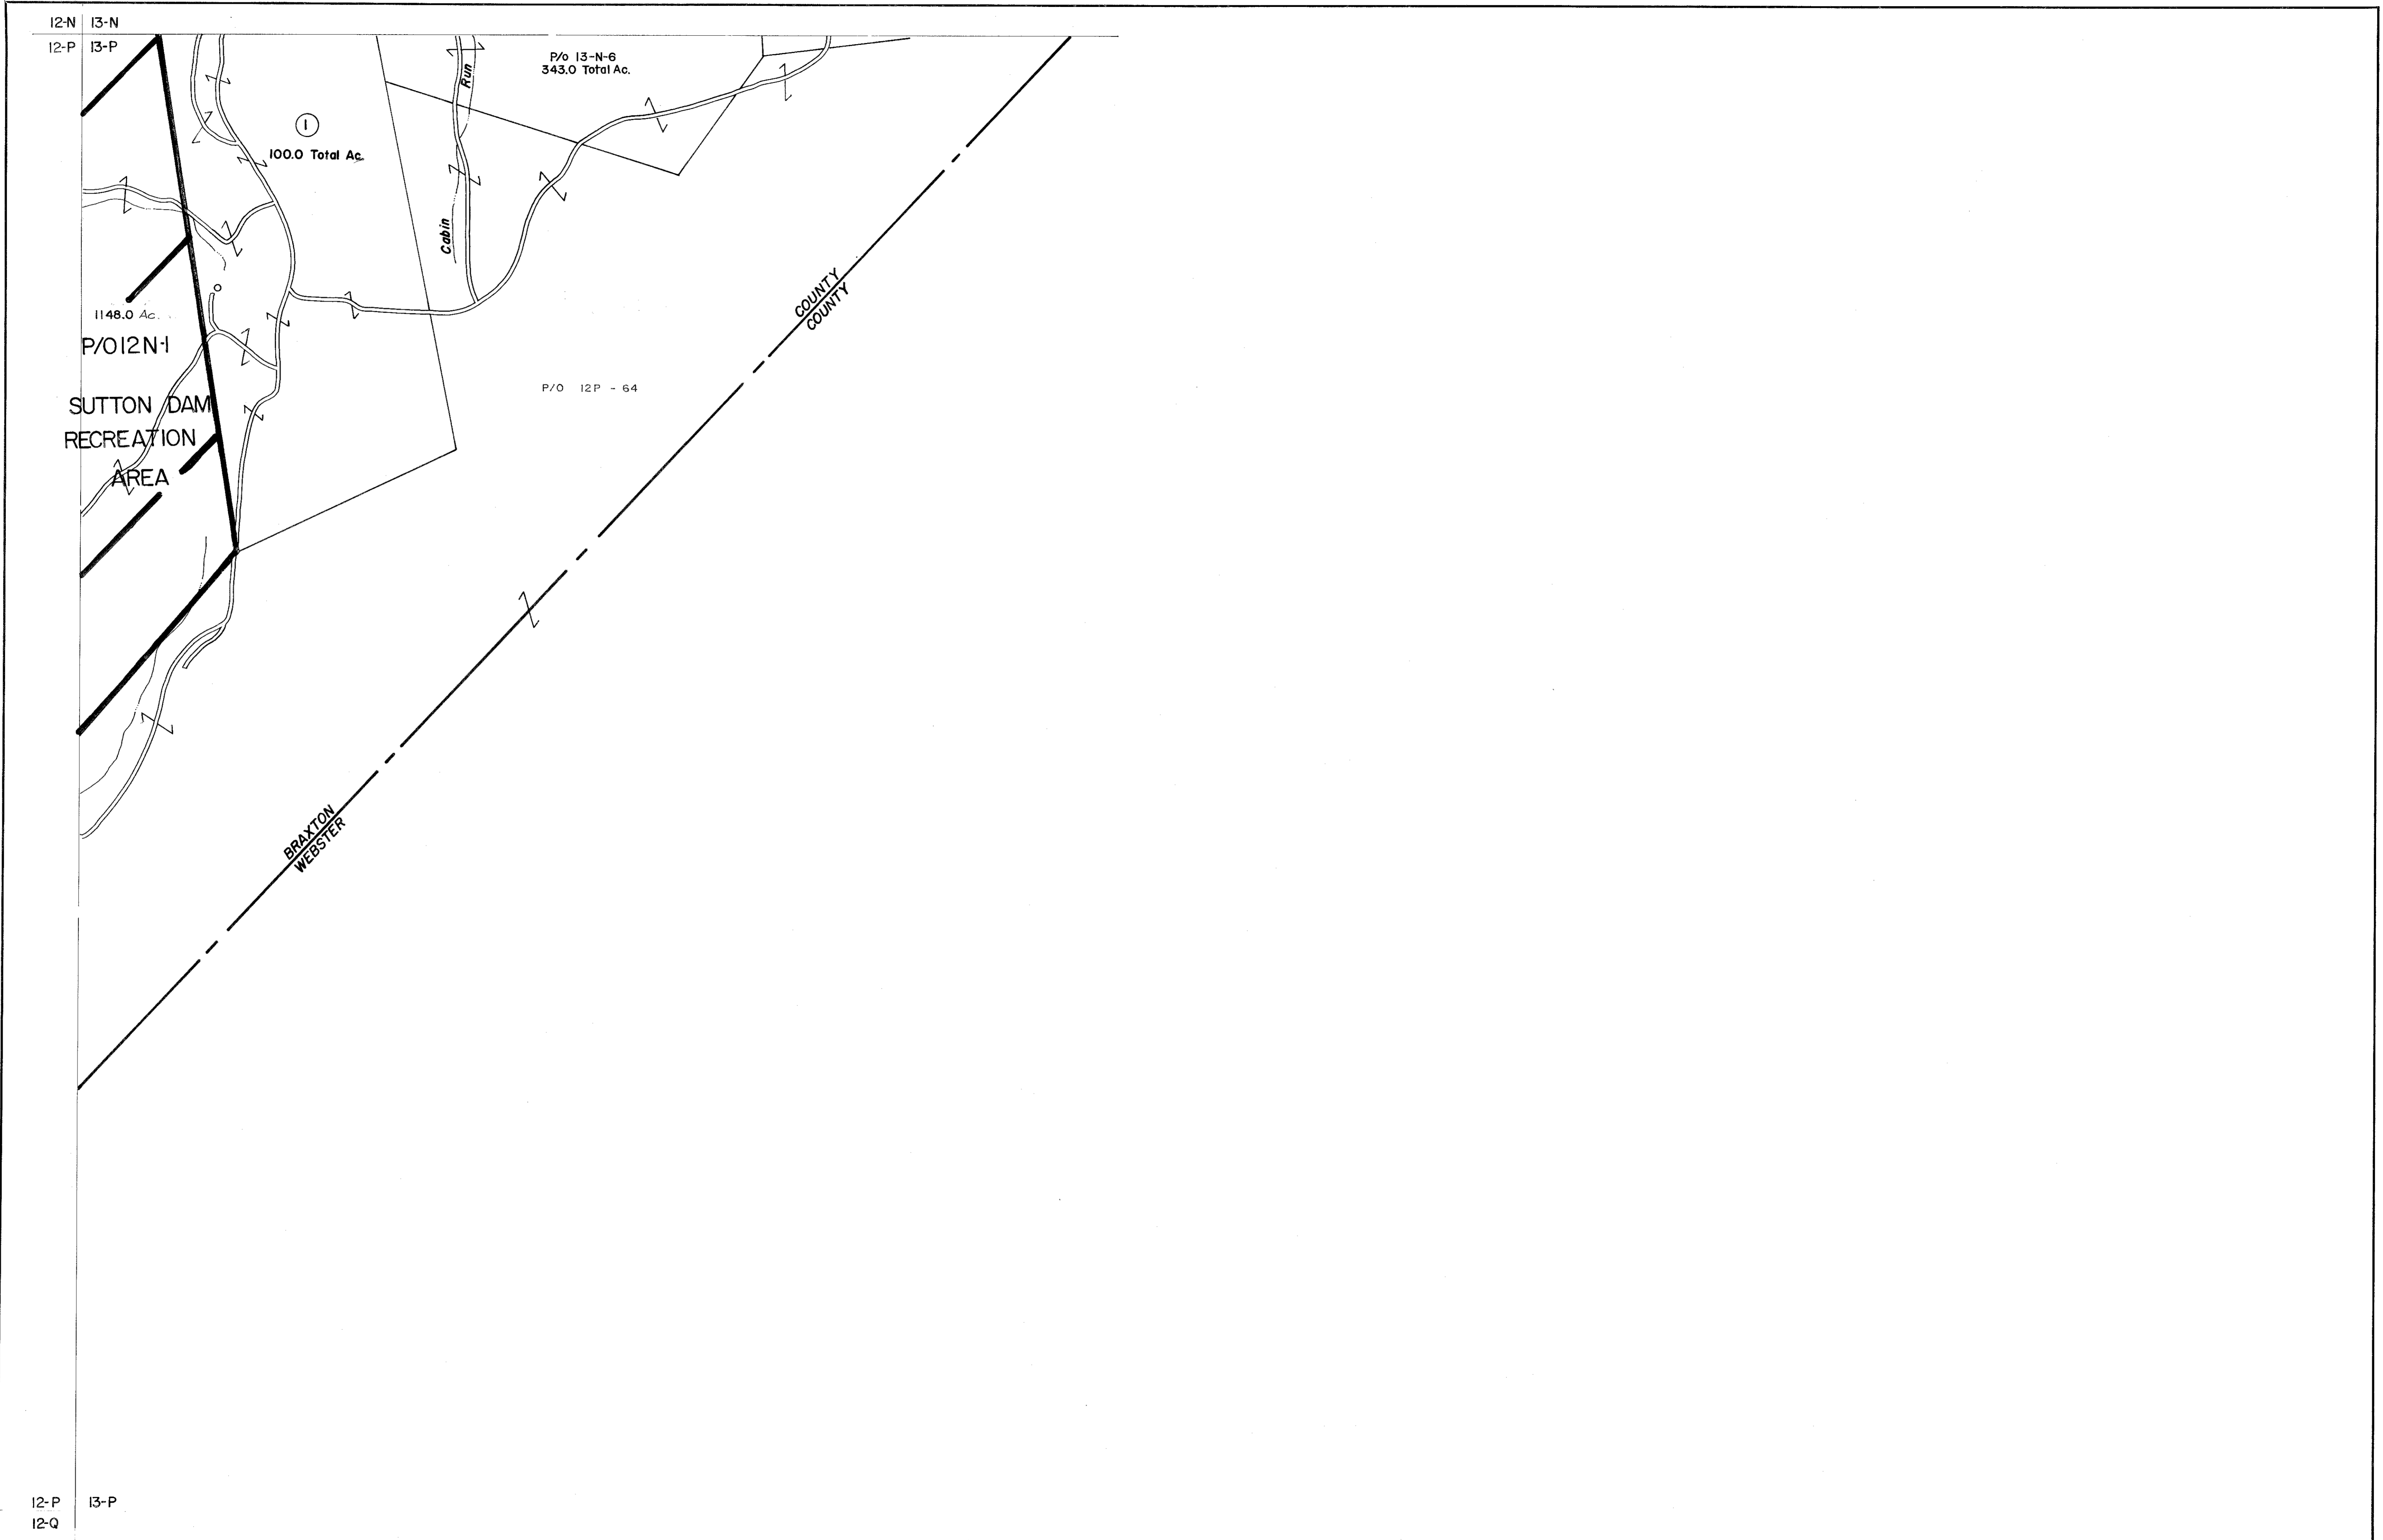 12-N 13-N
12-P 13-P
P/o 13-N-6
343.0 Total Ac.
Run
1
100.0 Total Ac.
Cabin
COUNTY
COUNTY
1148.0 Ac.
P/O12N-1
P/O 12P - 64
SUTTON DAM
RECREATION
AREA
BRAXTON
WEBSTER
12-P 13-P
12-Q